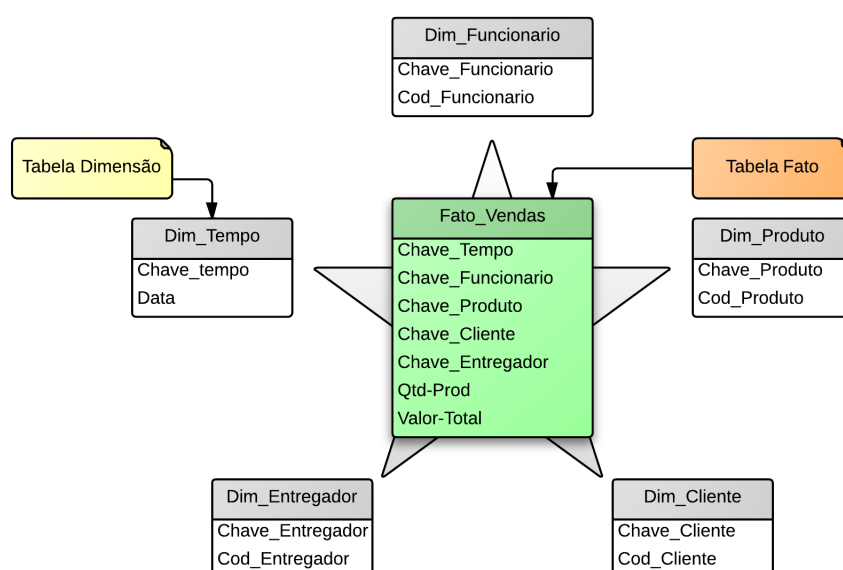 Dim_Funcionario
Chave_Funcionario
Cod_Funcionario
Tabela Dimensão
Tabela Fato
Dim_Tempo
Chave_tempo
Data
Fato_Vendas
Chave_Tempo
Chave_Funcionario
Chave_Produto
Chave_Cliente
Chave_Entregador
Qtd-Prod
Valor-Total
Dim_Produto
Chave_Produto
Cod_Produto
Dim_Entregador
Chave_Entregador
Cod_Entregador
Dim_Cliente
Chave_Cliente
Cod_Cliente